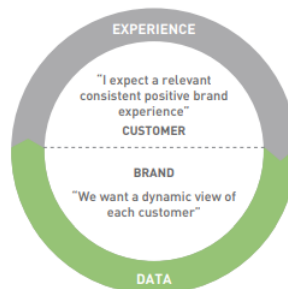 EXPERIENCE
“I expect a relevant
consistent positive brand
experience”
CUSTOMER
BRAND
“We want a dynamic view of
each customer”
DATA